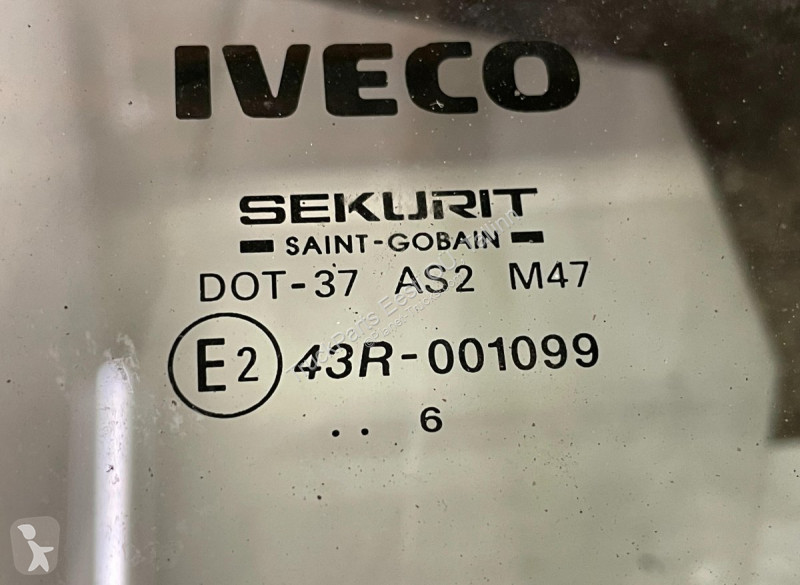 IVECO
SEKURIT
SAINT-GOBAIN
DOT-37 AS2 M47
E2 43R-001099
.. 6